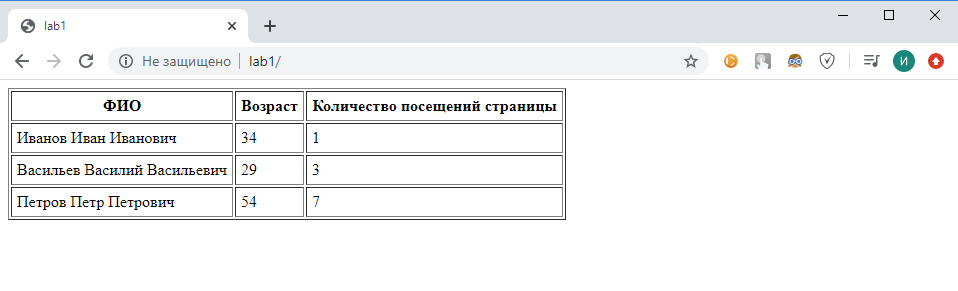 lab1
Не защищено lab1/
И
ФИО Возраст Количество посещений страницы
Иванов Иван Иванович 34 1
Васильев Василий Васильевич 29 3
Петров Петр Петрович 54 7